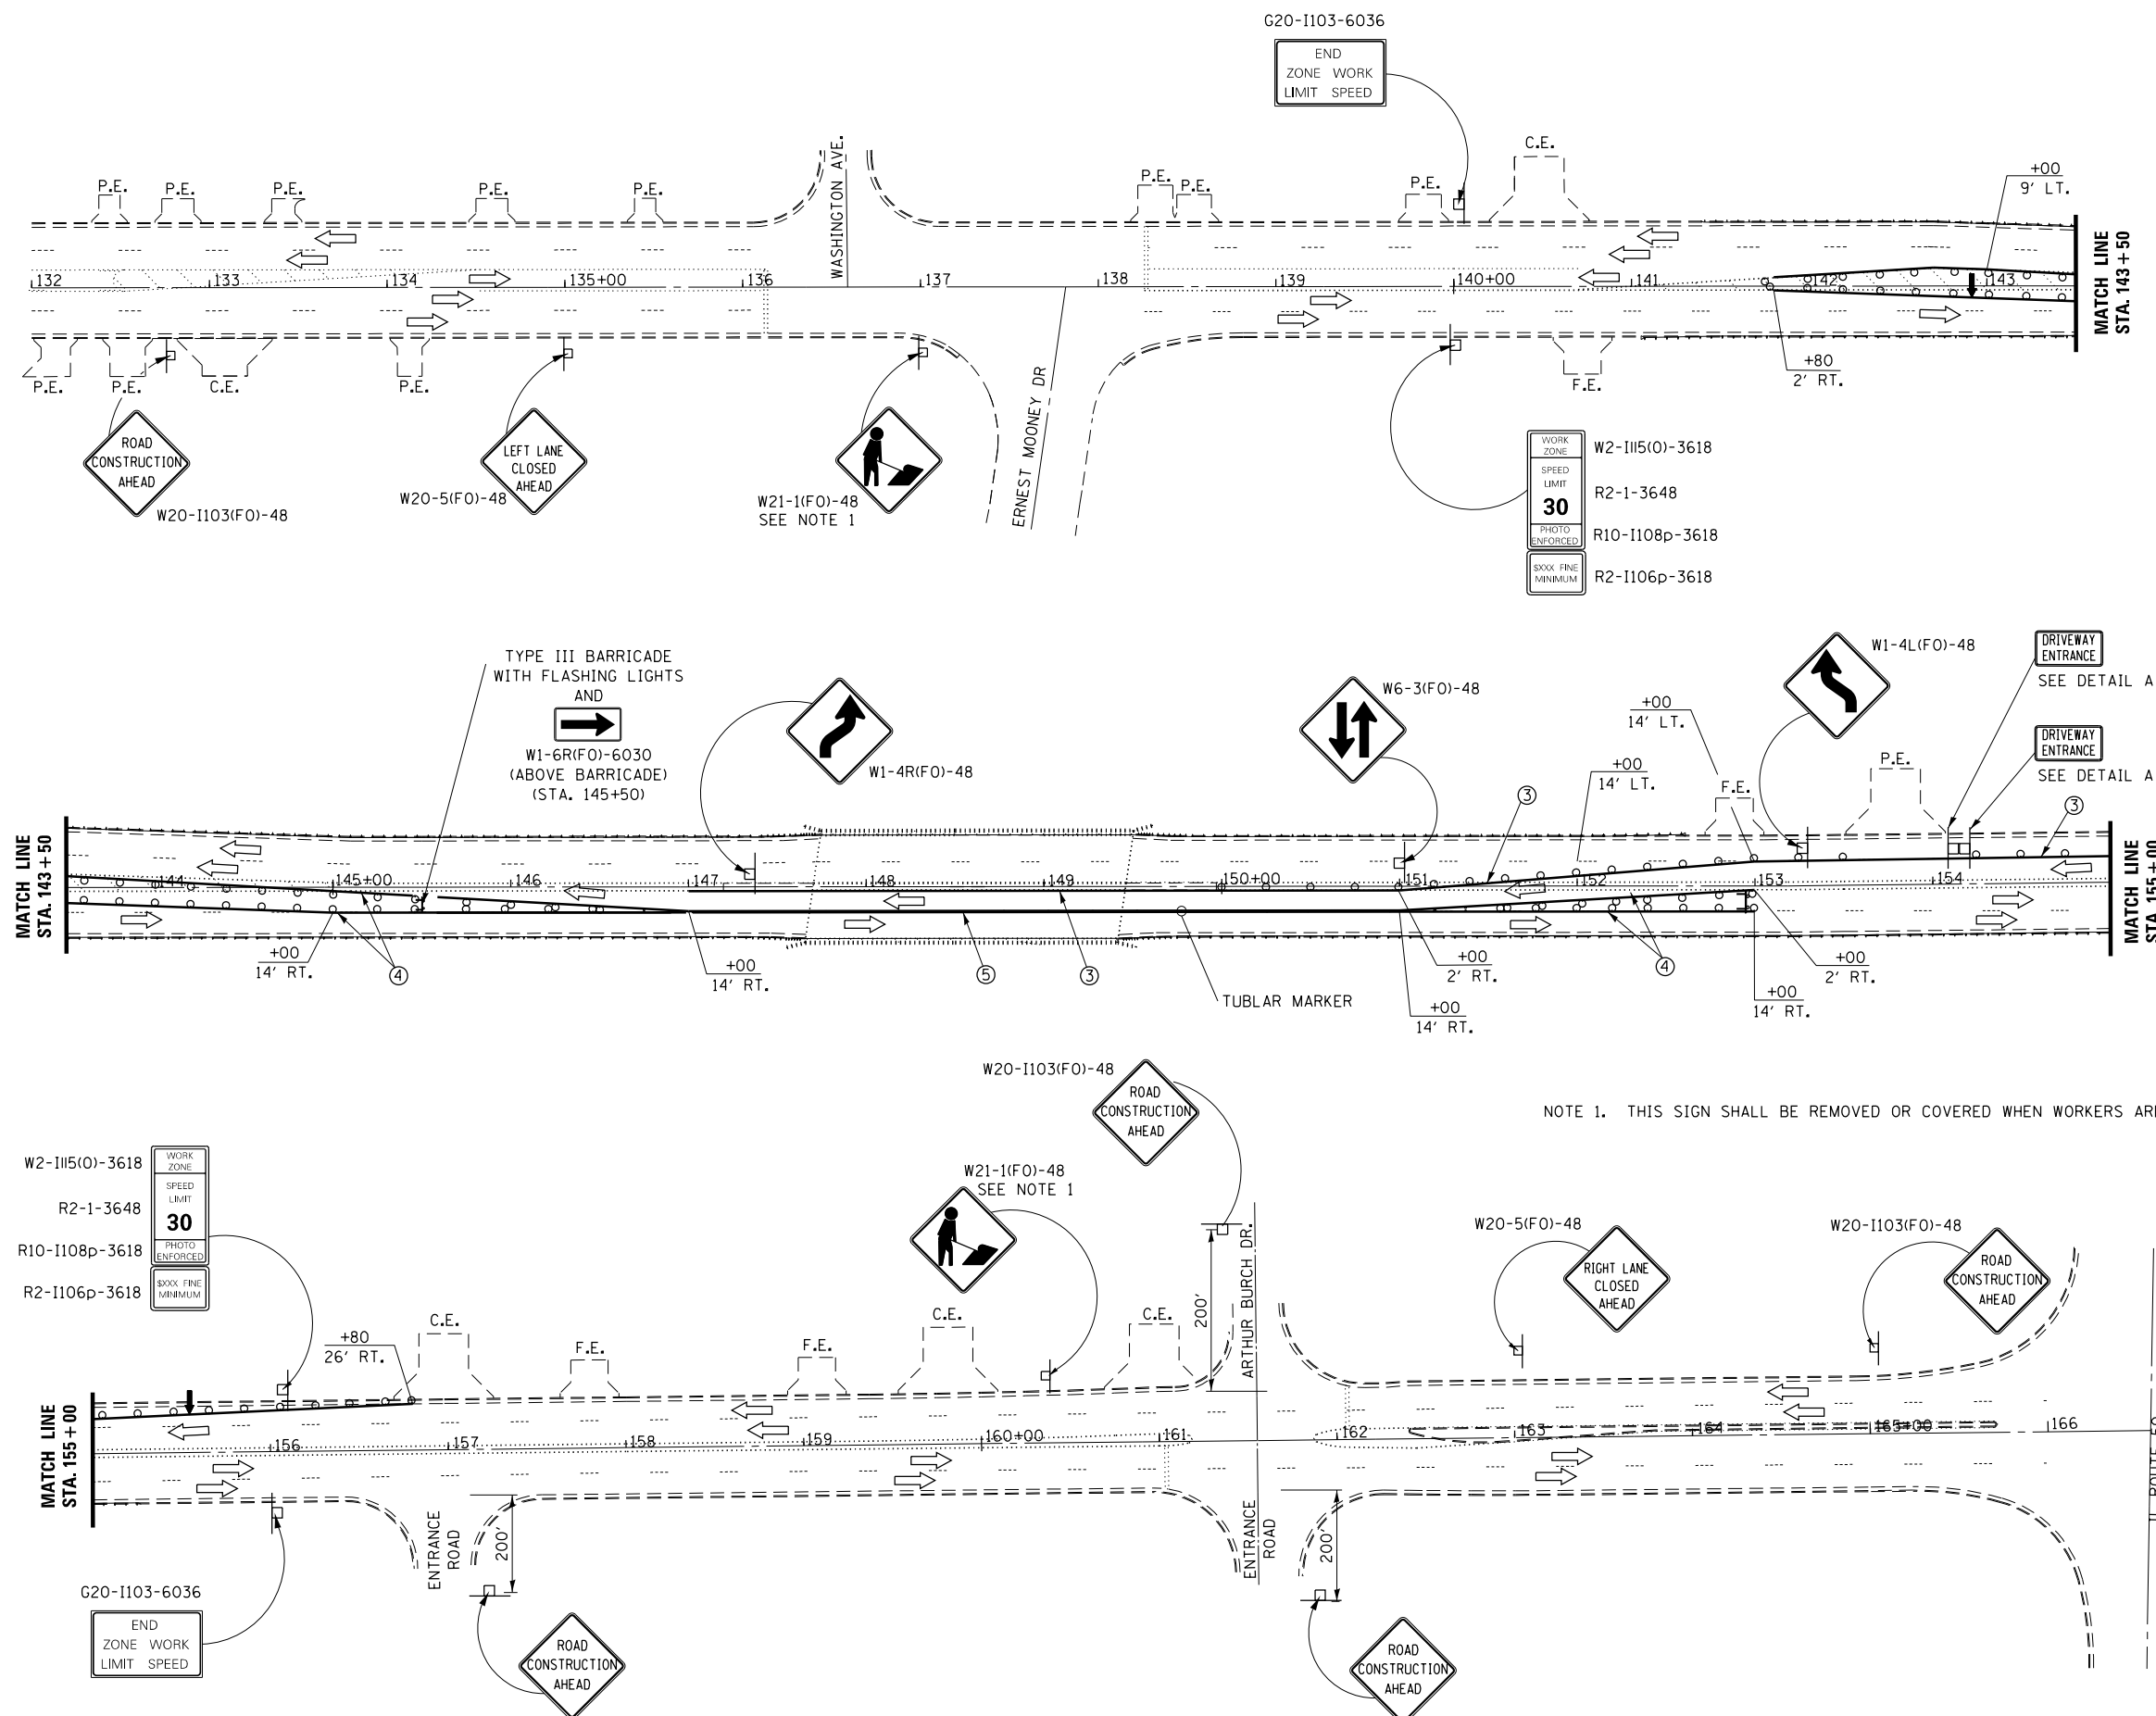 G20-I103-6036
END
ZONE WORK
LIMIT SPEED
C.E.
P.E. P.E. P.E. P.E. P.E.
WASHINGTON AVE.
P.E. P.E. P.E.
+00
9' LT.
132 133 134 135+00 136 137 138 139 140+00 141 142 143
MATCH LINE
STA. 143+50
P.E. P.E. C.E. P.E.
F.E.
+80
2' RT.
ERNEST MOONEY DR
ROAD
CONSTRUCTION
AHEAD
W20-I103(FO)-48
LEFT LANE
CLOSED
AHEAD
W20-5(FO)-48
W21-1(FO)-48
SEE NOTE 1
WORK
ZONE
SPEED
LIMIT
30
PHOTO
ENFORCED
$XXX FINE
MINIMUM
W2-I115(O)-3618
R2-1-3648
R10-I108p-3618
R2-I106p-3618
TYPE III BARRICADE
WITH FLASHING LIGHTS
AND
W1-6R(FO)-6030
(ABOVE BARRICADE)
(STA. 145+50)
W1-4R(FO)-48
W6-3(FO)-48
W1-4L(FO)-48
DRIVEWAY
ENTRANCE
SEE DETAIL A
DRIVEWAY
ENTRANCE
SEE DETAIL A
+00
14' LT.
+00
14' LT.
F.E.
P.E.
3
3
MATCH LINE
STA. 143+50
144 145+00 146 147 148 149 150+00 151 152 153 154
MATCH LINE
STA. 155+00
+00
14' RT.
4
+00
14' RT.
5
3
TUBLAR MARKER
+00
2' RT.
+00
14' RT.
4
+00
2' RT.
+00
14' RT.
NOTE 1. THIS SIGN SHALL BE REMOVED OR COVERED WHEN WORKERS
W20-I103(FO)-48
ROAD
CONSTRUCTION
AHEAD
W2-I115(O)-3618
R2-1-3648
R10-I108p-3618
R2-I106p-3618
WORK
ZONE
SPEED
LIMIT
30
PHOTO
ENFORCED
$XXX FINE
MINIMUM
W21-1(FO)-48
SEE NOTE 1
200'
ARTHUR BURCH DR.
W20-5(FO)-48
RIGHT LANE
CLOSED
AHEAD
W20-I103(FO)-48
ROAD
CONSTRUCTION
AHEAD
+80
26' RT.
C.E. F.E. F.E. C.E. C.E.
MATCH LINE
STA. 155+00
156 157 158 159 160+00 161 162 163 164 165+00 166
ENTRANCE
ROAD
200'
ENTRANCE
ROAD
200'
G20-I103-6036
END
ZONE WORK
LIMIT SPEED
ROAD
CONSTRUCTION
AHEAD
ROAD
CONSTRUCTION
AHEAD